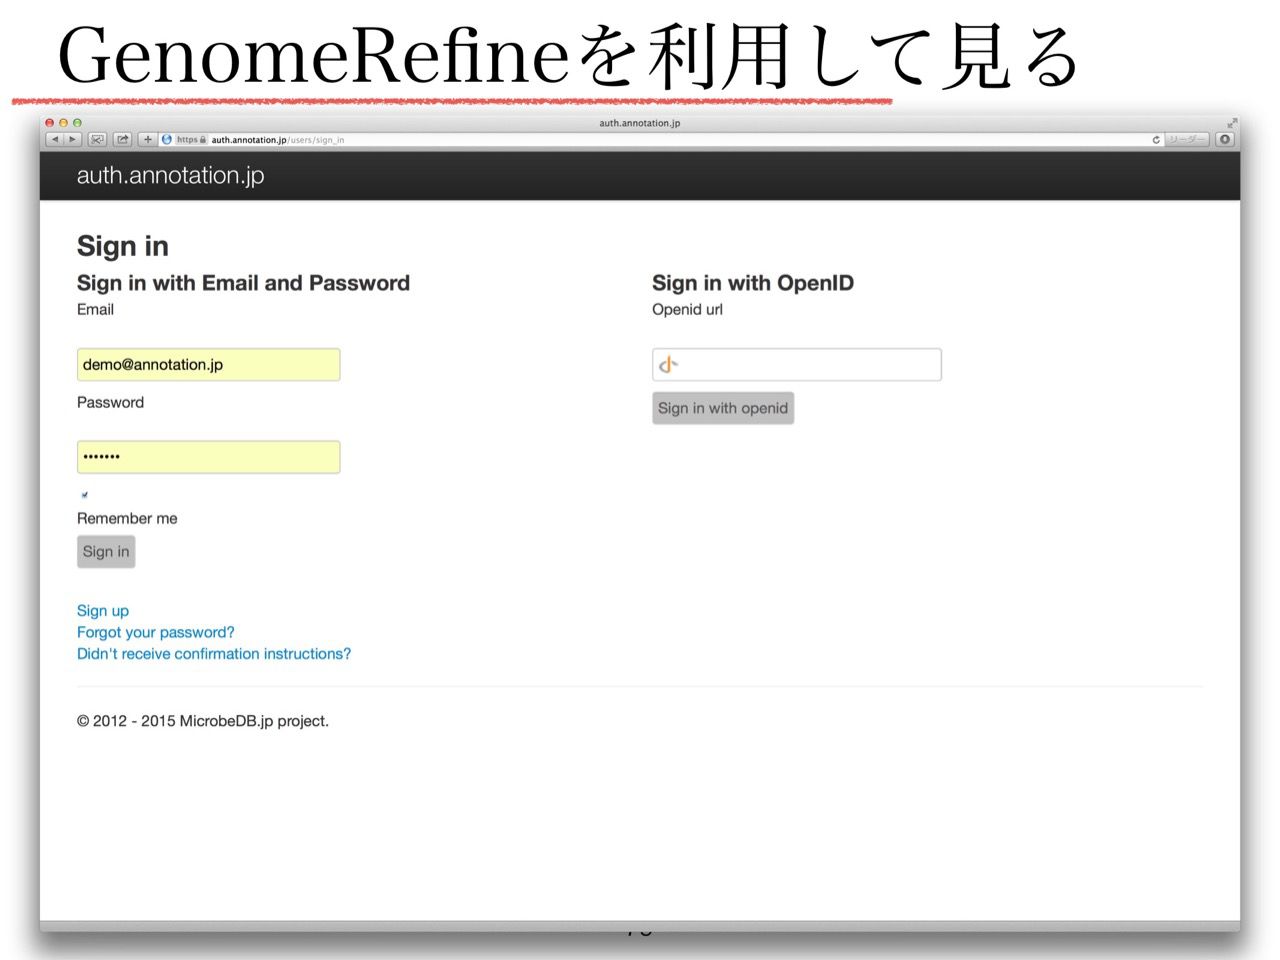 GenomeRefineを利用して見る
auth.annotation.jp
https auth.annotation.jp/users/sign_in
リーダー
auth.annotation.jp
Sign in
Sign in with Email and Password
Email
demo@annotation.jp
Password
•••••••
Remember me
Sign in
Sign in with OpenID
Openid url
Sign in with openid
Sign up
Forgot your password?
Didn't receive confirmation instructions?
© 2012 - 2015 MicrobeDB.jp project.